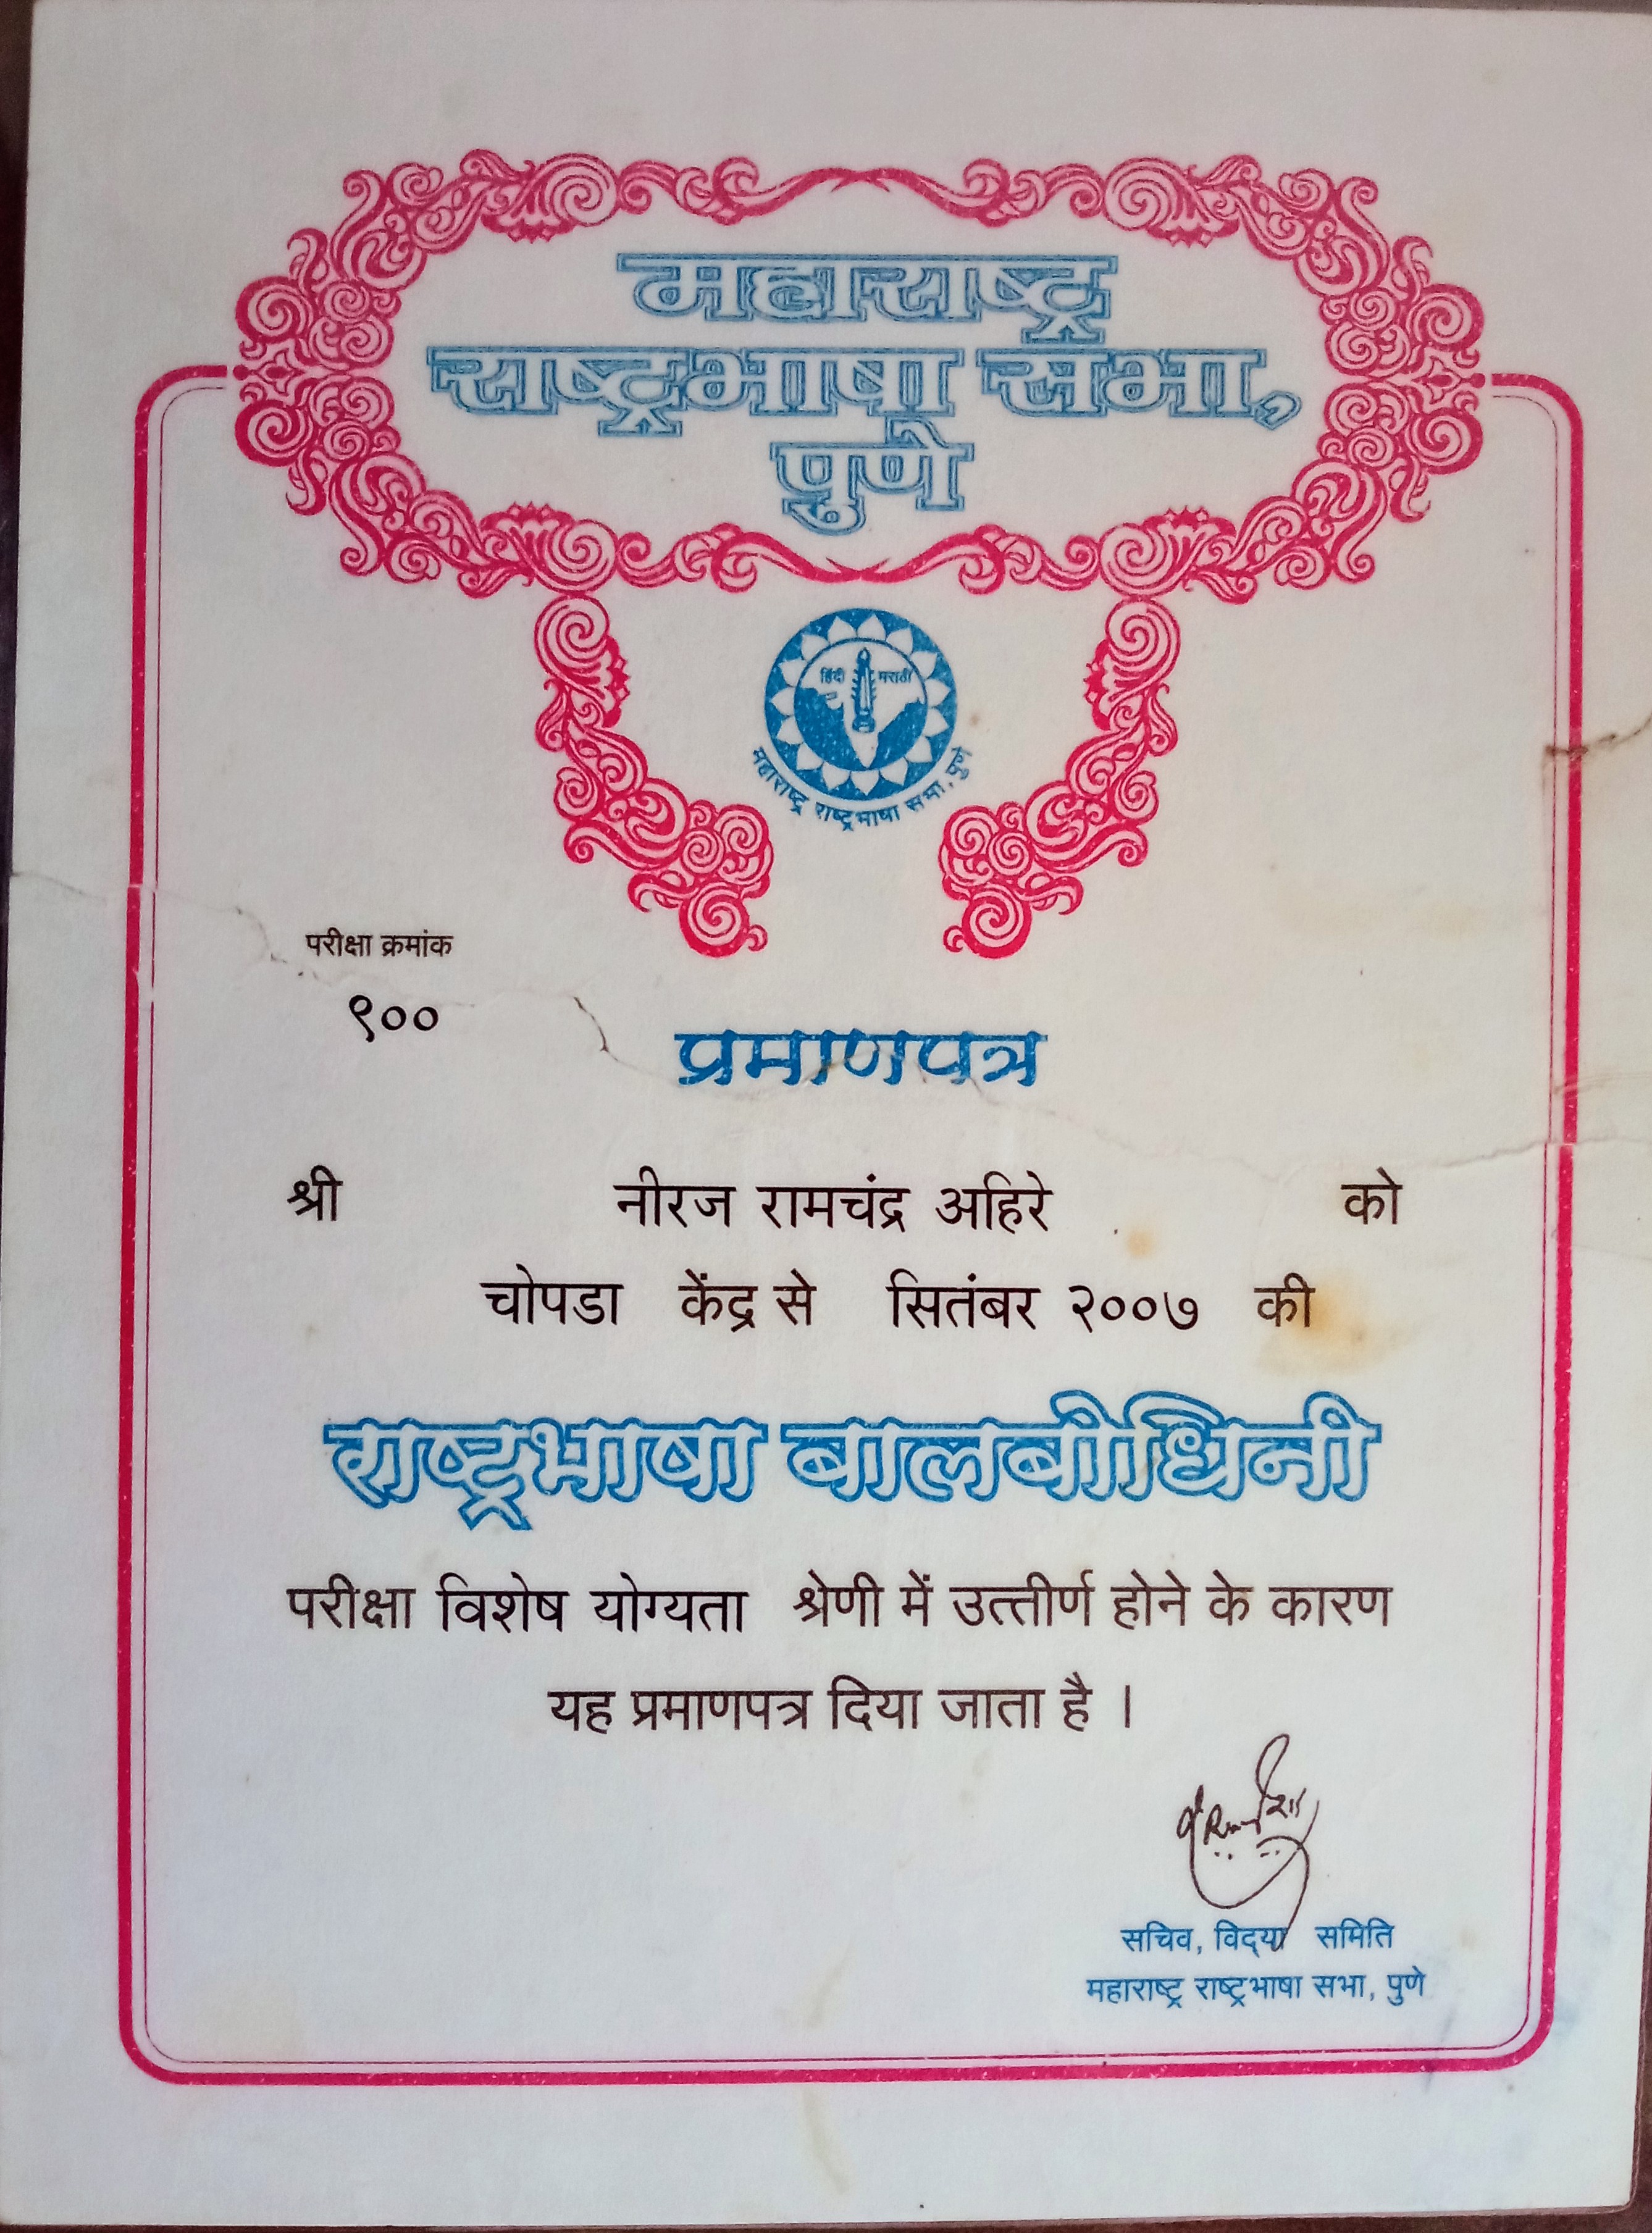 महाराष्ट्र
राष्ट्रभाषा सभा,
पुणे
हिंदी मराठी
महाराष्ट्र राष्ट्रभाषा सभा, पुणे
परीक्षा क्रमांक
९००
प्रमाणपत्र
श्री नीरज रामचंद्र अहिरे को
चोपडा केंद्र से सितंबर २००७ की
राष्ट्रभाषा बालबोधिनी
परीक्षा विशेष योग्यता श्रेणी में उत्तीर्ण होने के कारण
यह प्रमाणपत्र दिया जाता है ।
सचिव, विद्या समिति
महाराष्ट्र राष्ट्रभाषा सभा, पुणे